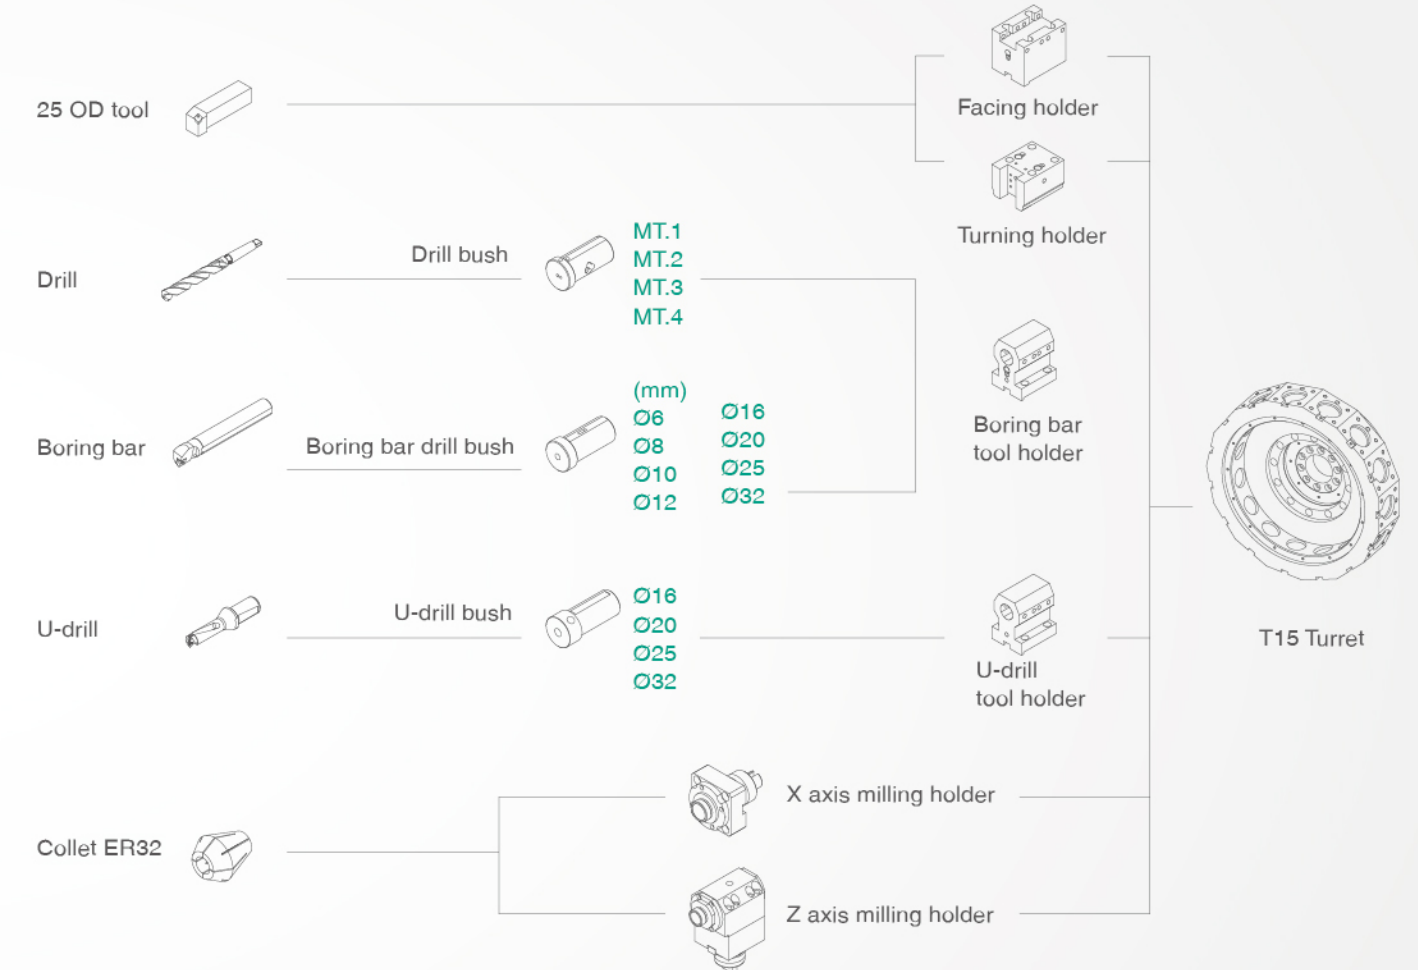 25 OD tool
Facing holder
Turning holder
Drill
Drill bush
MT.1
MT.2
MT.3
MT.4
Boring bar
Boring bar drill bush
(mm)
Ø6
Ø8
Ø10
Ø12
Ø16
Ø20
Ø25
Ø32
Boring bar
tool holder
U-drill
U-drill bush
Ø16
Ø20
Ø25
Ø32
U-drill
tool holder
T15 Turret
Collet ER32
X axis milling holder
Z axis milling holder